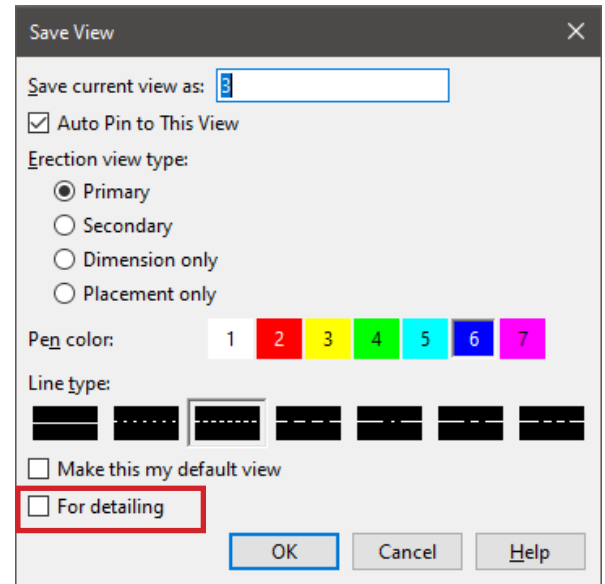 Save View
Save current view as: 3
Auto Pin to This View
Erection view type:
Primary
Secondary
Dimension only
Placement only
Pen color: 1 2 3 4 5 6 7
Line type:
Make this my default view
For detailing
OK Cancel Help